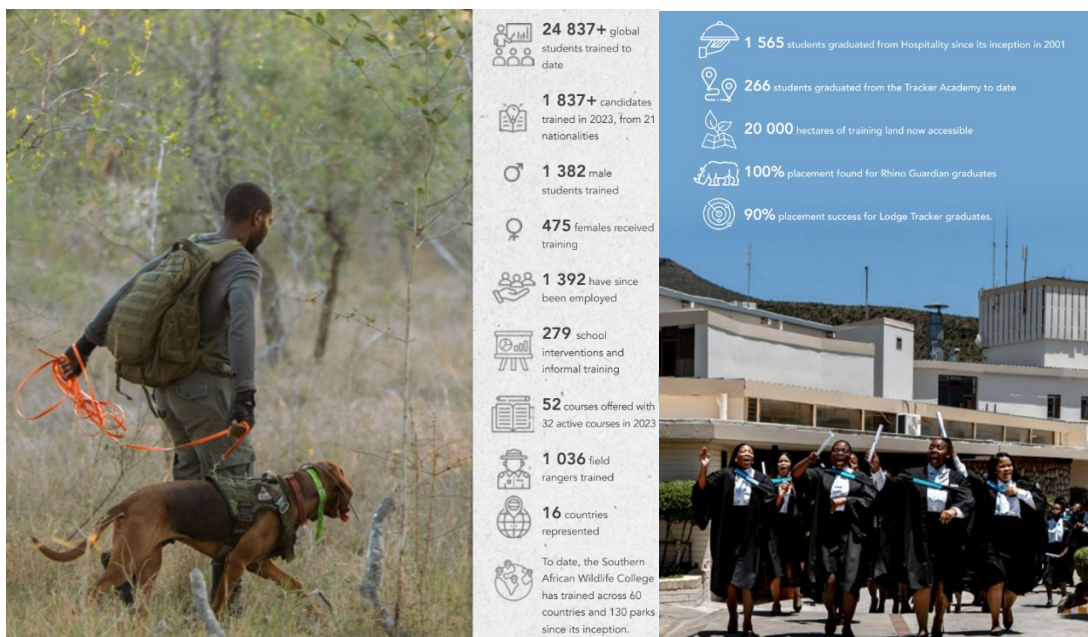 24 837+ global
students trained to
date
1 837+ candidates
trained in 2023, from 21
nationalities
1 382 male
students trained
475 females received
training
1 392 have since
been employed
279 school
interventions and
informal training
52 courses offered with
32 active courses in 2023
1 036 field
rangers trained
16 countries
represented
To date, the Southern
African Wildlife College
has trained across 60
countries and 130 parks
since its inception.
1 565 students graduated from Hospitality since its inception in 2001
266 students graduated from the Tracker Academy to date
20 000 hectares of training land now accessible
100% placement found for Rhino Guardian graduates
90% placement success for Lodge Tracker graduates.